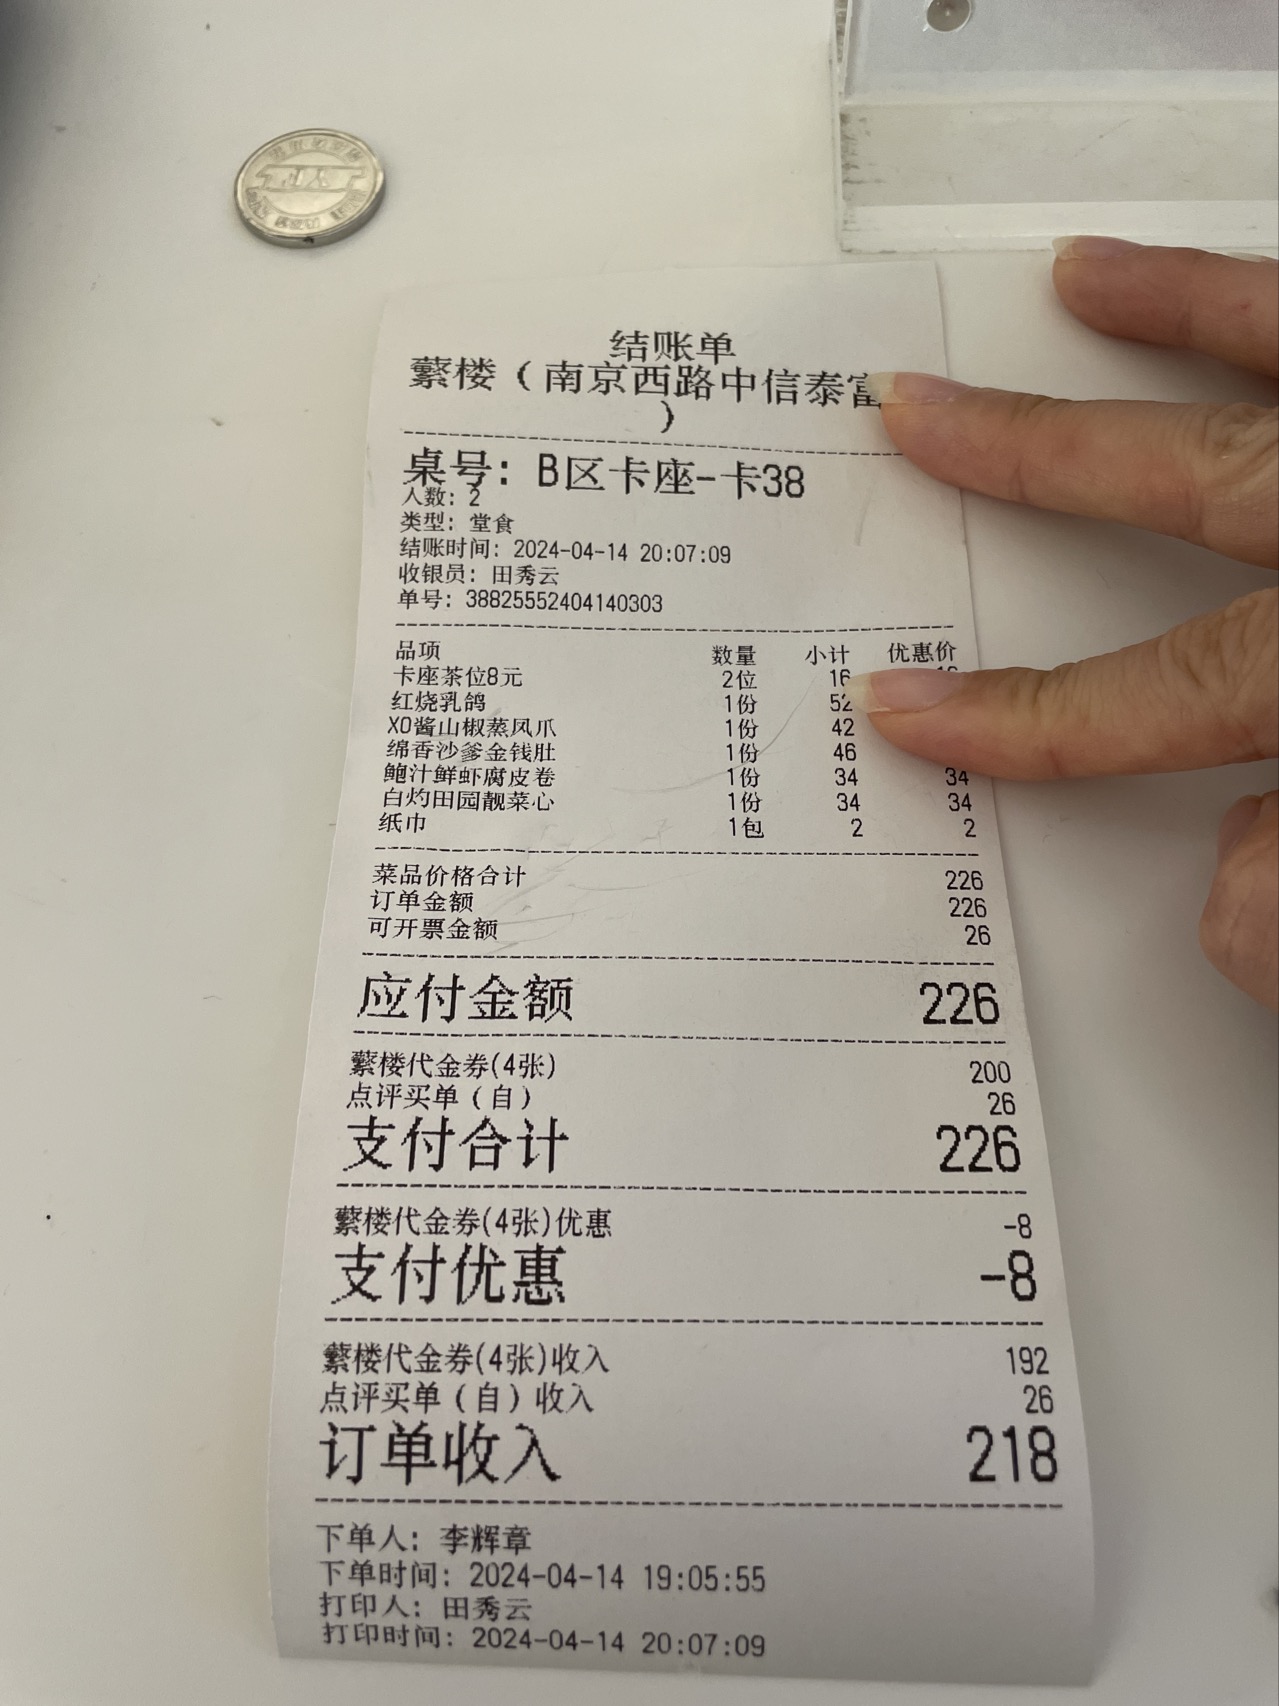 结账单
蘩楼（南京西路中信泰富
）
桌号：B区卡座-卡38
人数：2
类型：堂食
结账时间：2024-04-14 20:07:09
收银员：田秀云
单号：38825552404140303
品项 数量 小计 优惠价
卡座茶位8元 2位 16
红烧乳鸽 1份 52
XO酱山椒蒸凤爪 1份 42
绵香沙爹金钱肚 1份 46
鲍汁鲜虾腐皮卷 1份 34 34
白灼田园靓菜心 1份 34 34
纸巾 1包 2 2
菜品价格合计 226
订单金额 226
可开票金额 26
应付金额 226
蘩楼代金券(4张) 200
点评买单（自） 26
支付合计 226
蘩楼代金券(4张)优惠 -8
支付优惠 -8
蘩楼代金券(4张)收入 192
点评买单（自）收入 26
订单收入 218
下单人：李辉章
下单时间：2024-04-14 19:05:55
打印人：田秀云
打印时间：2024-04-14 20:07:09